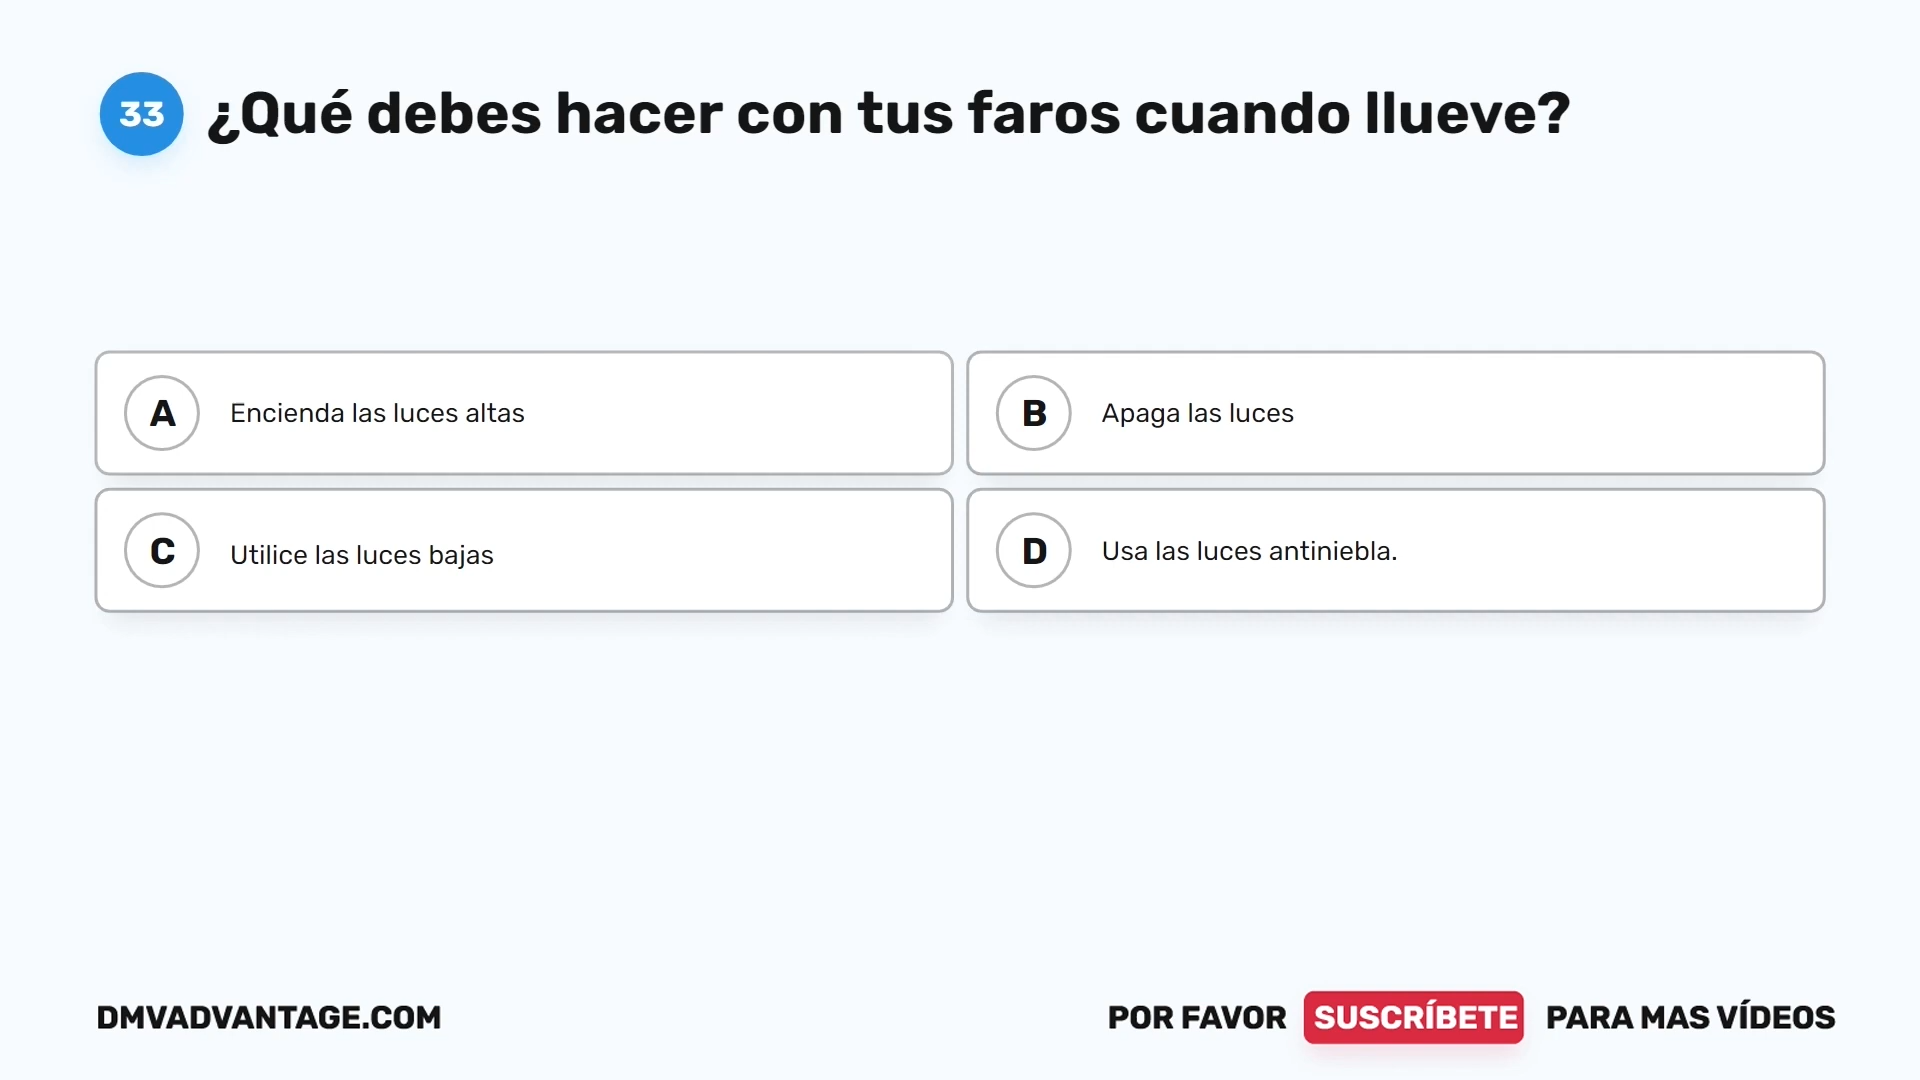 33 ¿Qué debes hacer con tus faros cuando llueve?
A Encienda las luces altas
B Apaga las luces
C Utilice las luces bajas
D Usa las luces antiniebla.
DMVADVANTAGE.COM
POR FAVOR SUSCRÍBETE PARA MAS VÍDEOS